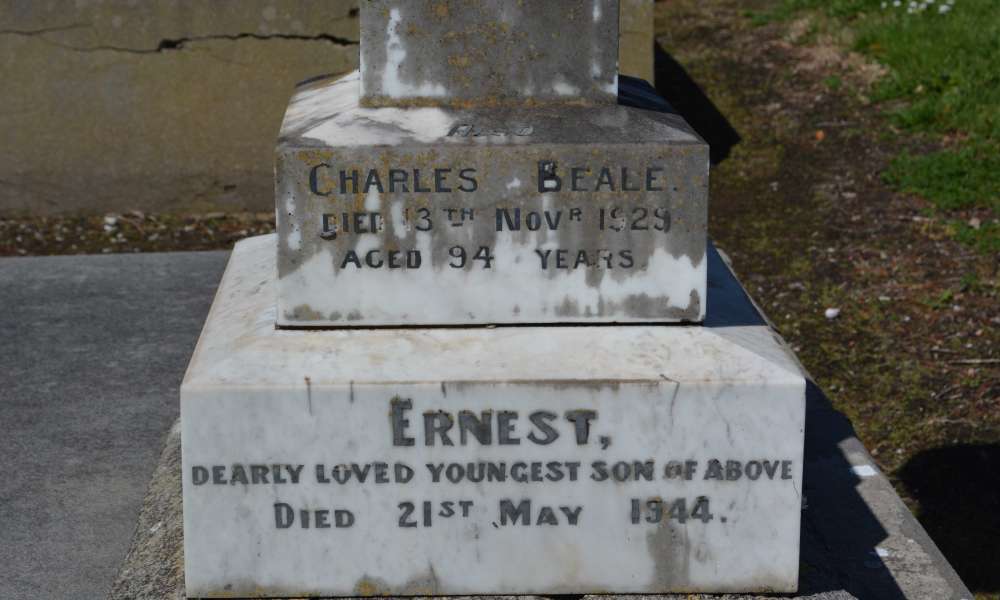 AND
CHARLES BEALE.
DIED 13TH NOVR 1929
AGED 94 YEARS
ERNEST,
DEARLY LOVED YOUNGEST SON OF ABOVE
DIED 21ST MAY 1944.